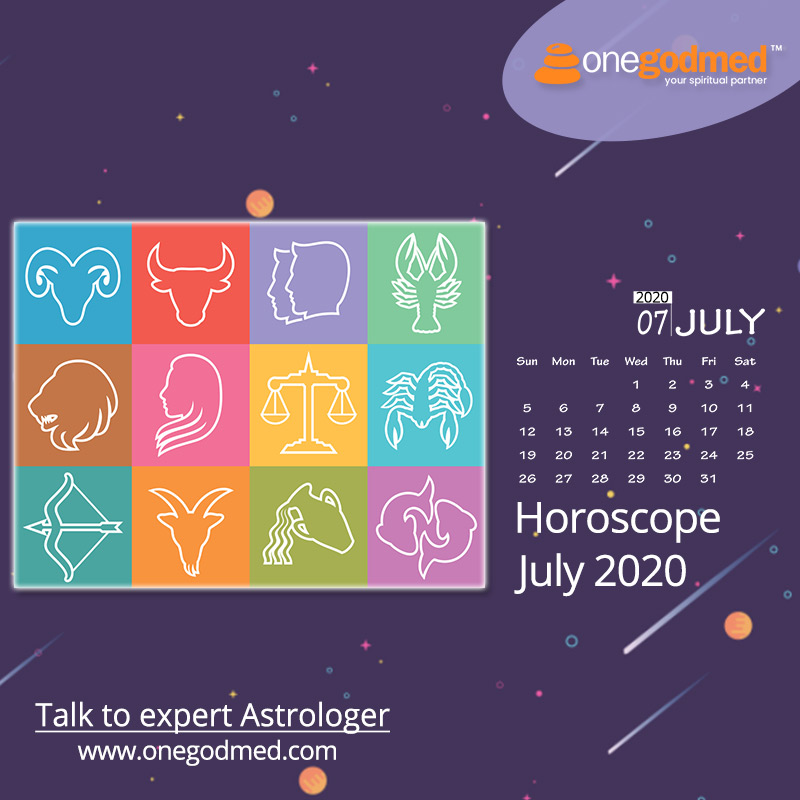 onegodmed™
your spiritual partner
2020
07 JULY
Sun Mon Tue Wed Thu Fri Sat
1 2 3 4
5 6 7 8 9 10 11
12 13 14 15 16 17 18
19 20 21 22 23 24 25
26 27 28 29 30 31
Horoscope
July 2020
Talk to expert Astrologer
www.onegodmed.com